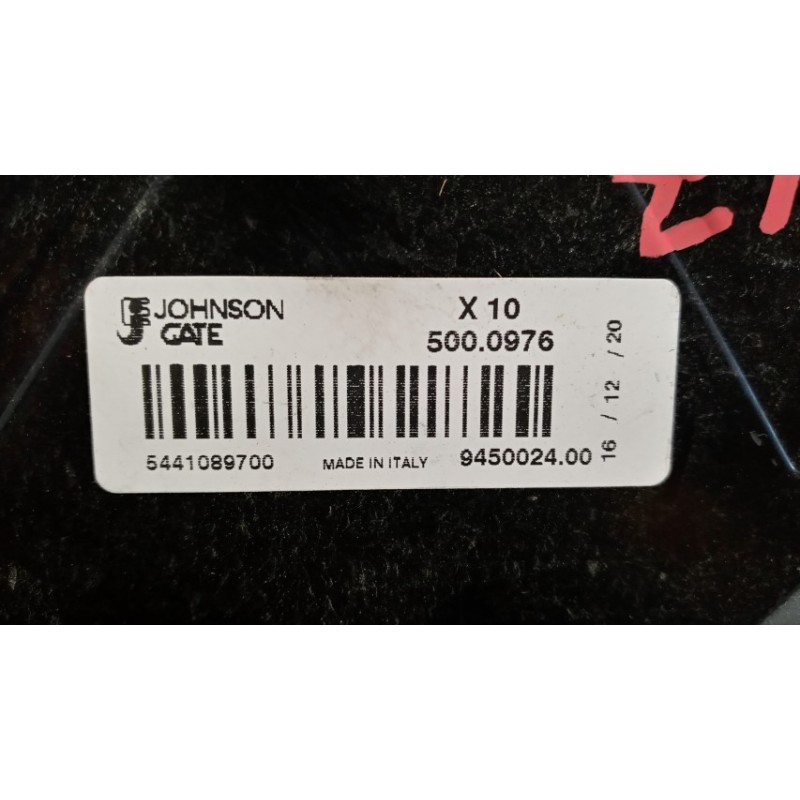 JOHNSON
GATE
X 10
500.0976
5441089700
MADE IN ITALY
9450024.00
16 / 12 / 20